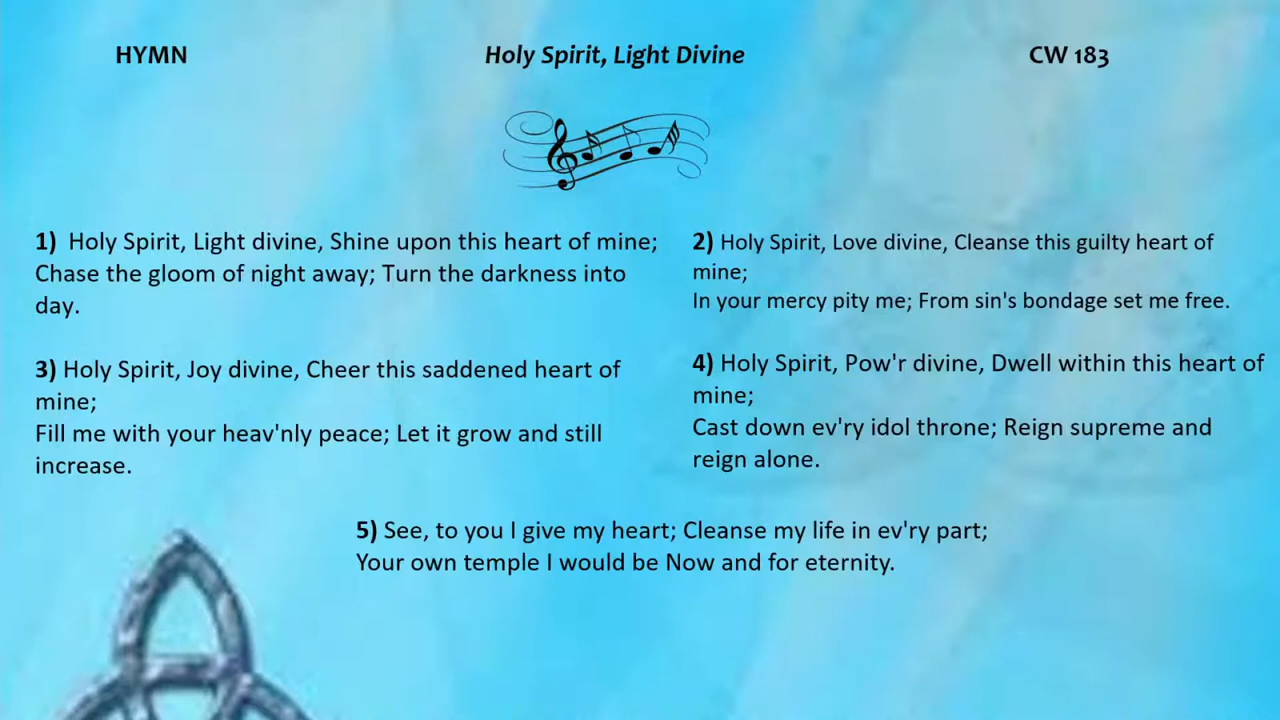 HYMN Holy Spirit, Light Divine CW 183
1) Holy Spirit, Light divine, Shine upon this heart of mine;
Chase the gloom of night away; Turn the darkness into
day.
2) Holy Spirit, Love divine, Cleanse this guilty heart of
mine;
In your mercy pity me; From sin's bondage set me free.
3) Holy Spirit, Joy divine, Cheer this saddened heart of
mine;
Fill me with your heav'nly peace; Let it grow and still
increase.
4) Holy Spirit, Pow'r divine, Dwell within this heart of
mine;
Cast down ev'ry idol throne; Reign supreme and
reign alone.
5) See, to you I give my heart; Cleanse my life in ev'ry part;
Your own temple I would be Now and for eternity.